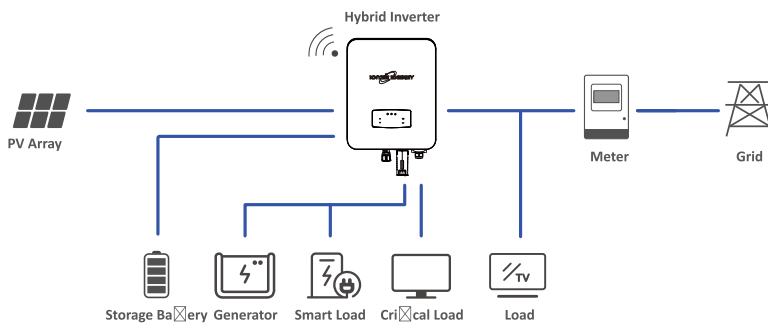 Hybrid Inverter
PV Array
Meter
Grid
TV
Storage Ba☒ery
Generator
Smart Load
Cri☒cal Load
Load